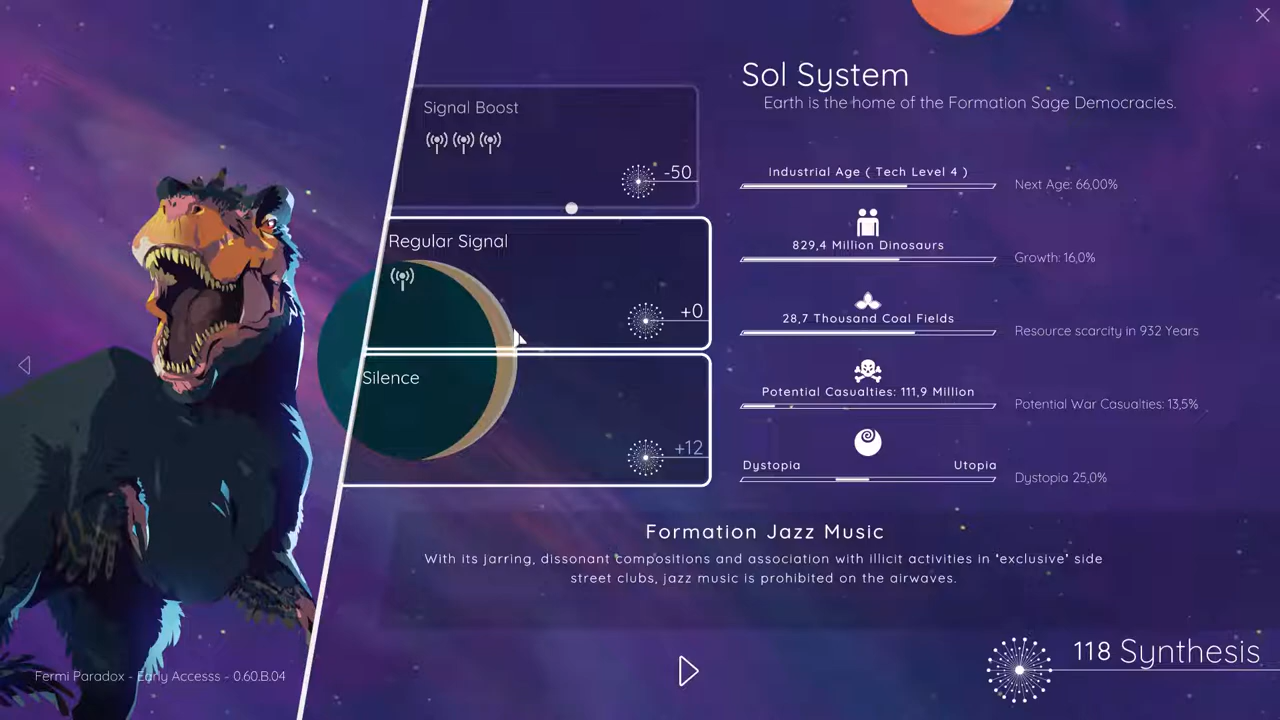 Signal Boost
-50
Regular Signal
+0
Silence
+12
Sol System
Earth is the home of the Formation Sage Democracies.
Industrial Age ( Tech Level 4 )
Next Age: 66,00%
829,4 Million Dinosaurs
Growth: 16,0%
28,7 Thousand Coal Fields
Resource scarcity in 932 Years
Potential Casualties: 111,9 Million
Potential War Casualties: 13,5%
Dystopia Utopia
Dystopia 25,0%
Formation Jazz Music
With its jarring, dissonant compositions and association with illicit activities in 'exclusive' side
street clubs, jazz music is prohibited on the airwaves.
118 Synthesis
Fermi Paradox - Early Accesss - 0.60.B.04